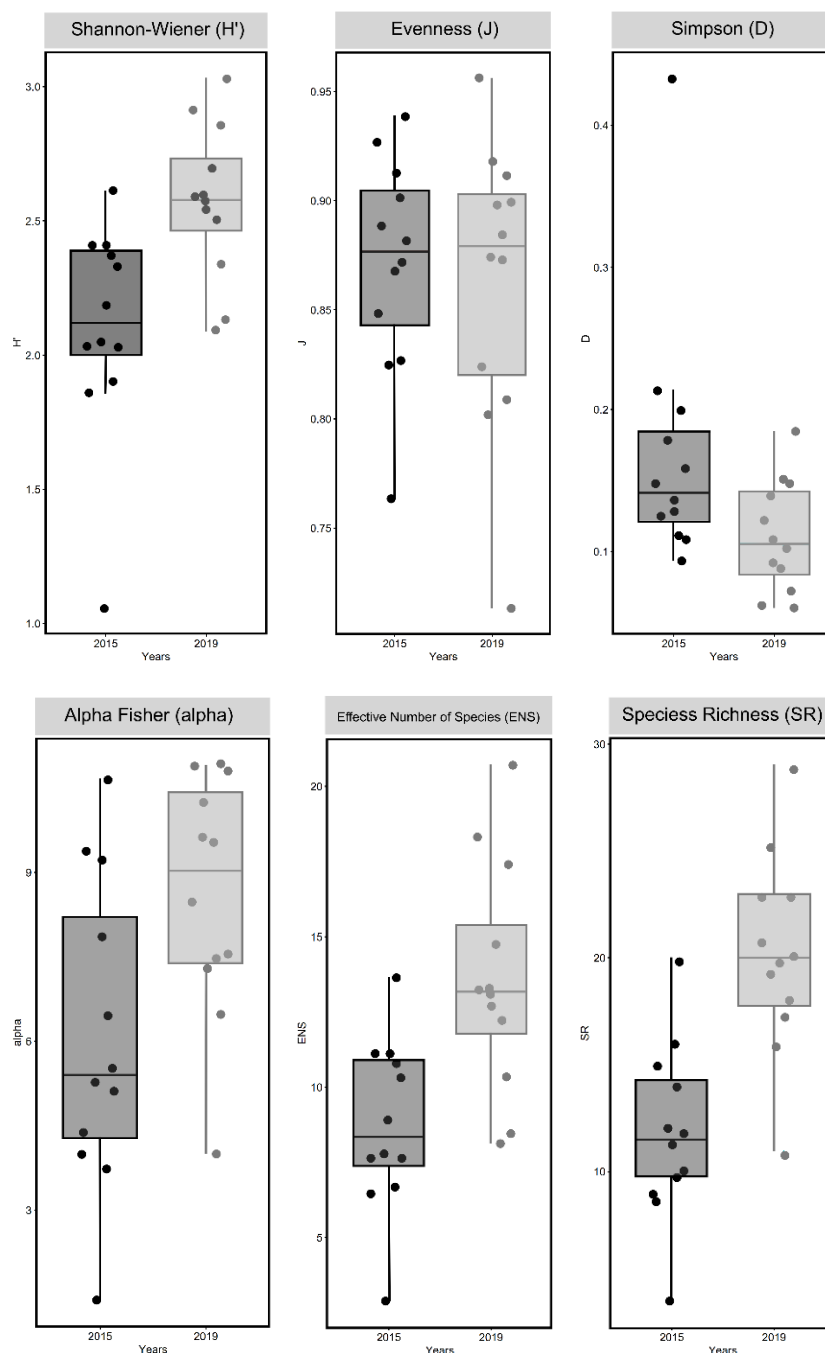 Shannon-Wiener (H')
3.0
2.5
2.0
1.5
1.0
H'
2015
2019
Years
Evenness (J)
0.95
0.90
0.85
0.80
0.75
J
2015
2019
Years
Simpson (D)
0.4
0.3
0.2
0.1
D
2015
2019
Years
Alpha Fisher (alpha)
9
6
3
alpha
2015
2019
Years
Effective Number of Species (ENS)
20
15
10
5
ENS
2015
2019
Years
Speciess Richness (SR)
30
20
10
SR
2015
2019
Years